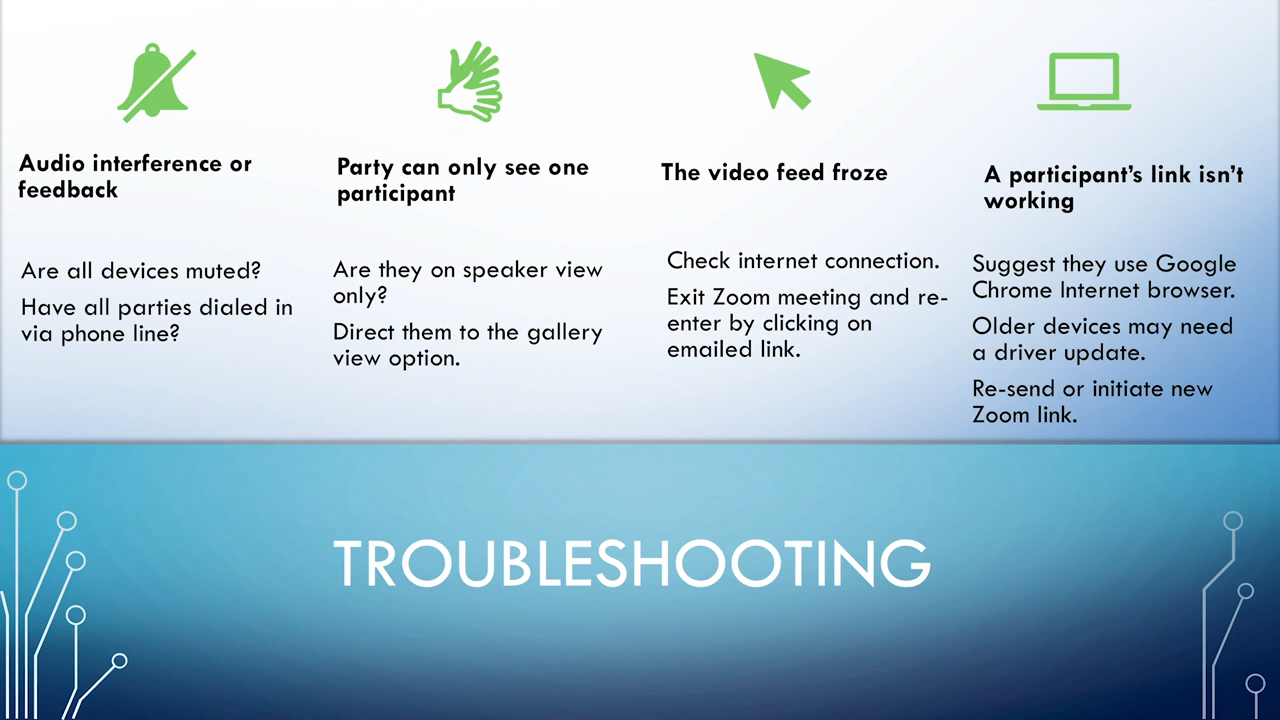 Audio interference or
feedback
Are all devices muted?
Have all parties dialed in
via phone line?
Party can only see one
participant
Are they on speaker view
only?
Direct them to the gallery
view option.
The video feed froze
Check internet connection.
Exit Zoom meeting and re-
enter by clicking on
emailed link.
A participant’s link isn’t
working
Suggest they use Google
Chrome Internet browser.
Older devices may need
a driver update.
Re-send or initiate new
Zoom link.
TROUBLESHOOTING